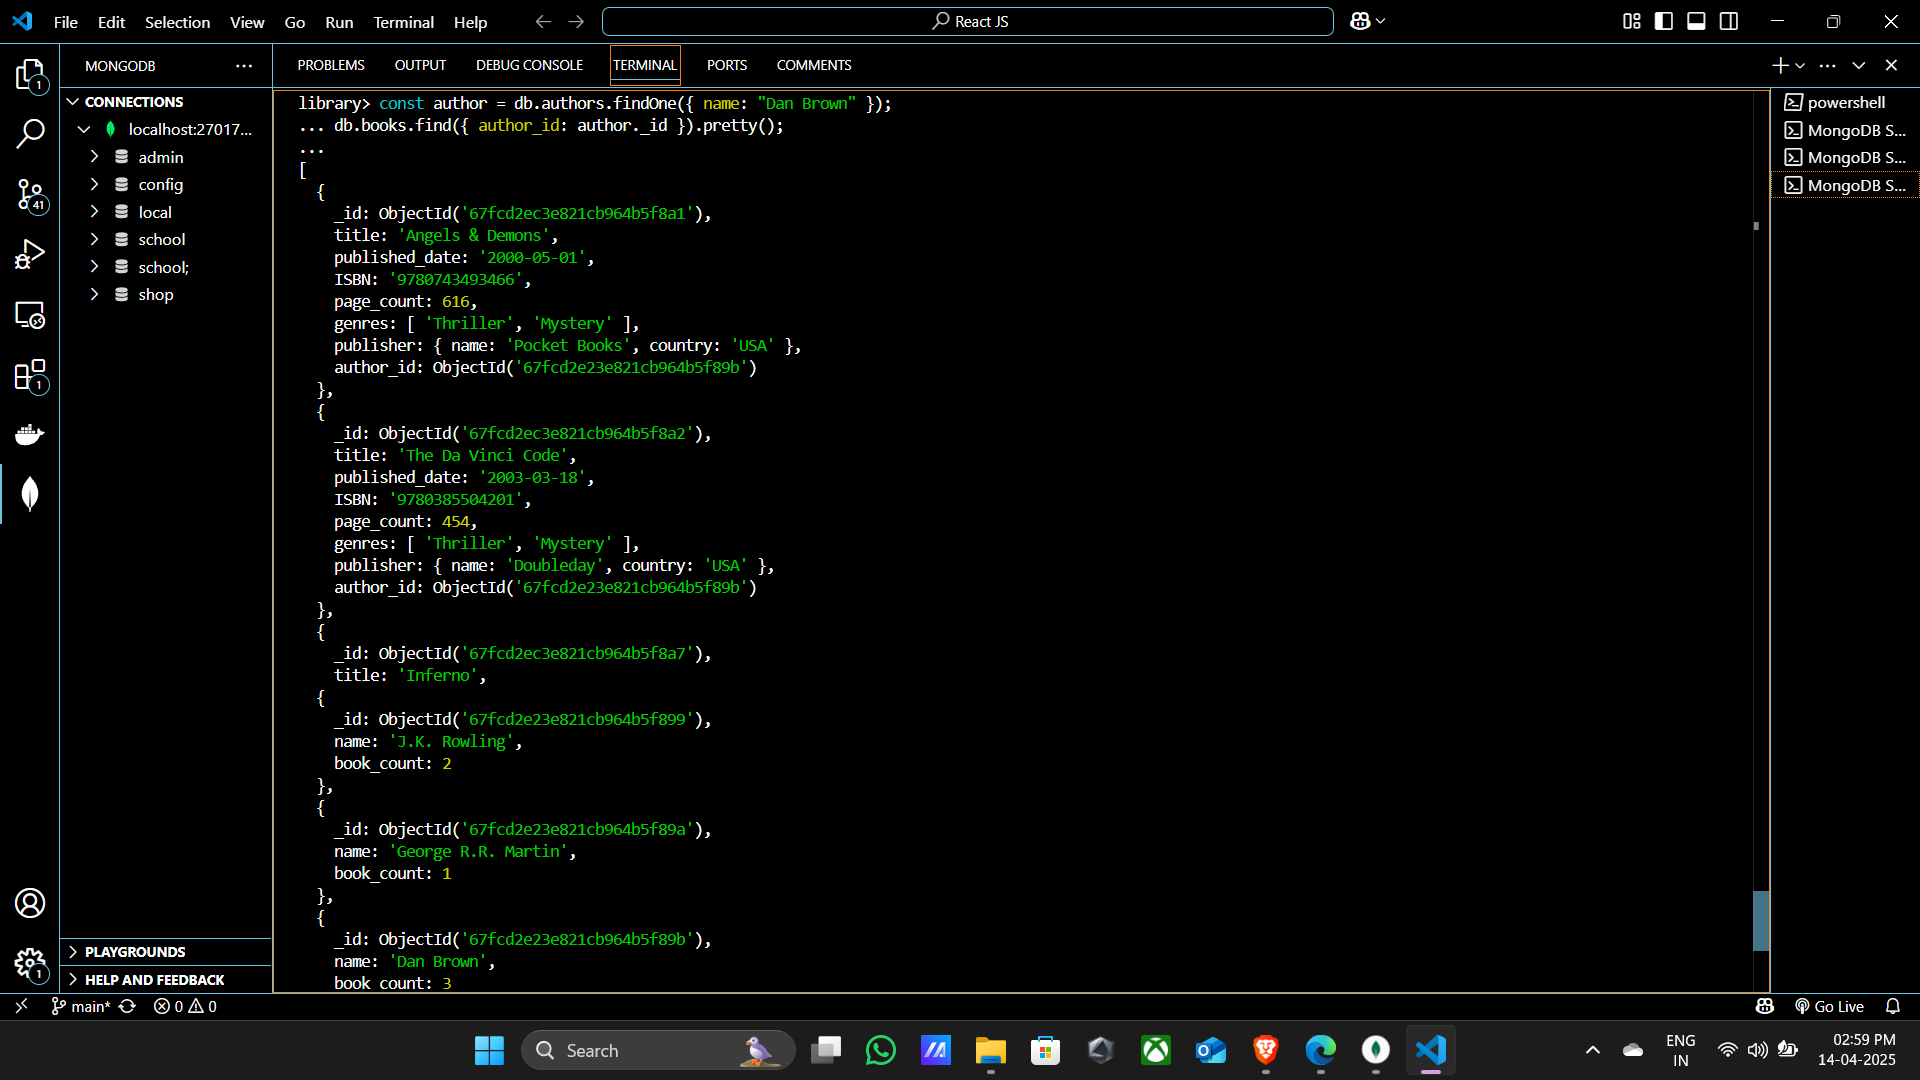 File Edit Selection View Go Run Terminal Help
React JS
MONGODB
PROBLEMS OUTPUT DEBUG CONSOLE TERMINAL PORTS COMMENTS
CONNECTIONS
localhost:27017...
admin
config
local
school
school;
shop
PLAYGROUNDS
HELP AND FEEDBACK
1
41
1
1
library> const author = db.authors.findOne({ name: "Dan Brown" });
... db.books.find({ author_id: author._id }).pretty();
...
[
{
_id: ObjectId('67fcd2ec3e821cb964b5f8a1'),
title: 'Angels & Demons',
published_date: '2000-05-01',
ISBN: '9780743493466',
page_count: 616,
genres: [ 'Thriller', 'Mystery' ],
publisher: { name: 'Pocket Books', country: 'USA' },
author_id: ObjectId('67fcd2e23e821cb964b5f89b')
},
{
_id: ObjectId('67fcd2ec3e821cb964b5f8a2'),
title: 'The Da Vinci Code',
published_date: '2003-03-18',
ISBN: '9780385504201',
page_count: 454,
genres: [ 'Thriller', 'Mystery' ],
publisher: { name: 'Doubleday', country: 'USA' },
author_id: ObjectId('67fcd2e23e821cb964b5f89b')
},
{
_id: ObjectId('67fcd2ec3e821cb964b5f8a7'),
title: 'Inferno',
{
_id: ObjectId('67fcd2e23e821cb964b5f899'),
name: 'J.K. Rowling',
book_count: 2
},
{
_id: ObjectId('67fcd2e23e821cb964b5f89a'),
name: 'George R.R. Martin',
book_count: 1
},
{
_id: ObjectId('67fcd2e23e821cb964b5f89b'),
name: 'Dan Brown',
book_count: 3
powershell
MongoDB S...
MongoDB S...
MongoDB S...
main* 0 0
Go Live
Search
ENG
IN
02:59 PM
14-04-2025